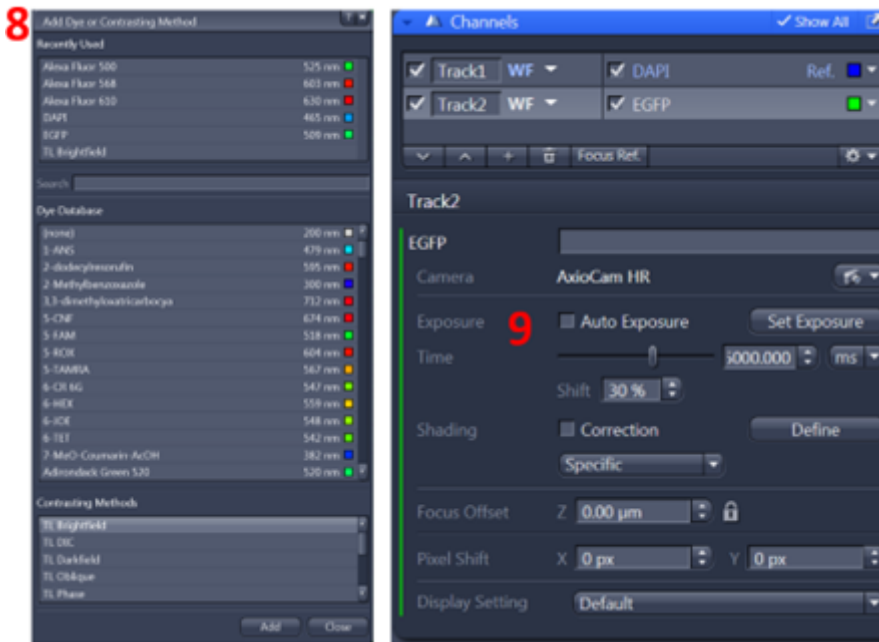 8
Add Dye or Contrasting Method
Recently Used
Alexa Fluor 500 525 nm
Alexa Fluor 568 603 nm
Alexa Fluor 610 630 nm
DAPI 465 nm
EGFP 509 nm
TL Brightfield
Search
Dye Database
(none) 200 nm
1-ANS 479 nm
2-dodecylresorufin 595 nm
2-Methylbenzoxazole 300 nm
712 nm
5-CNF 674 nm
5-FAM 518 nm
5-ROX 604 nm
5-TAMRA 567 nm
6-CR 6G 547 nm
6-HEX 559 nm
6-JOE 548 nm
6-TET 542 nm
7-MeO-Coumarin-AcOH 382 nm
Adirondack Green 520 520 nm
Contrasting Methods
TL Brightfield
TL DIC
TL Darkfield
TL Oblique
TL Phase
Add Close
Channels Show All
Track1 WF DAPI Ref.
Track2 WF EGFP
+ Focus Ref.
Track2
EGFP
Camera AxioCam HR
Exposure 9 Auto Exposure Set Exposure
Time 5000.000 ms
Shift 30 %
Shading Correction Define
Specific
Focus Offset Z 0.00 µm
Pixel Shift X 0 px Y 0 px
Display Setting Default